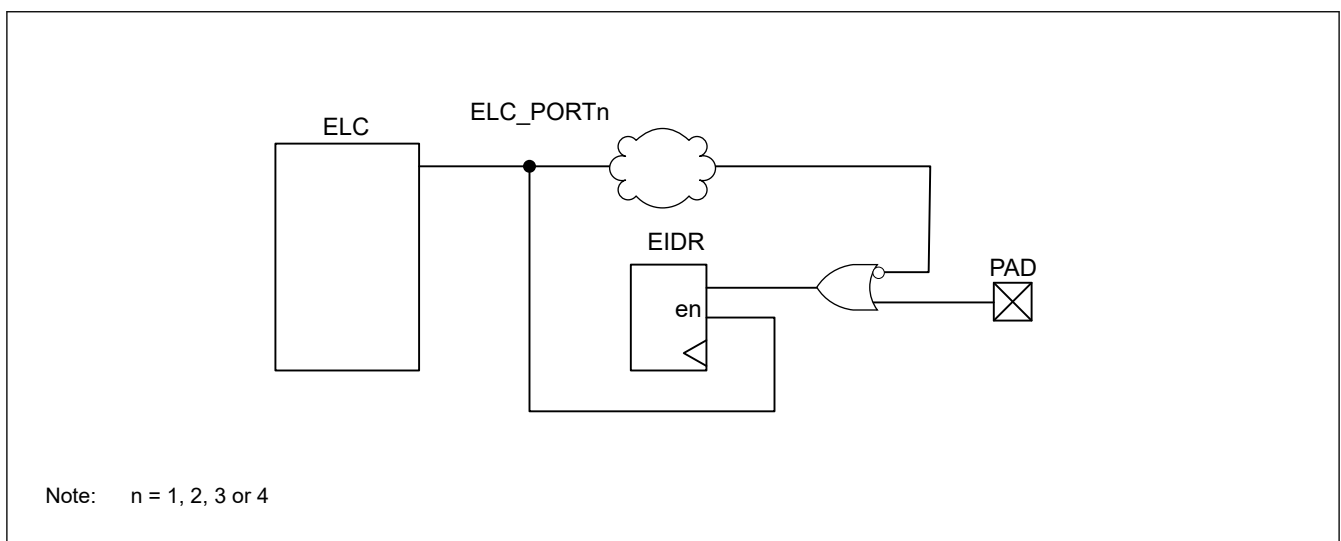 ELC_PORTn
ELC
EIDR
PAD
en
Note: n = 1, 2, 3 or 4